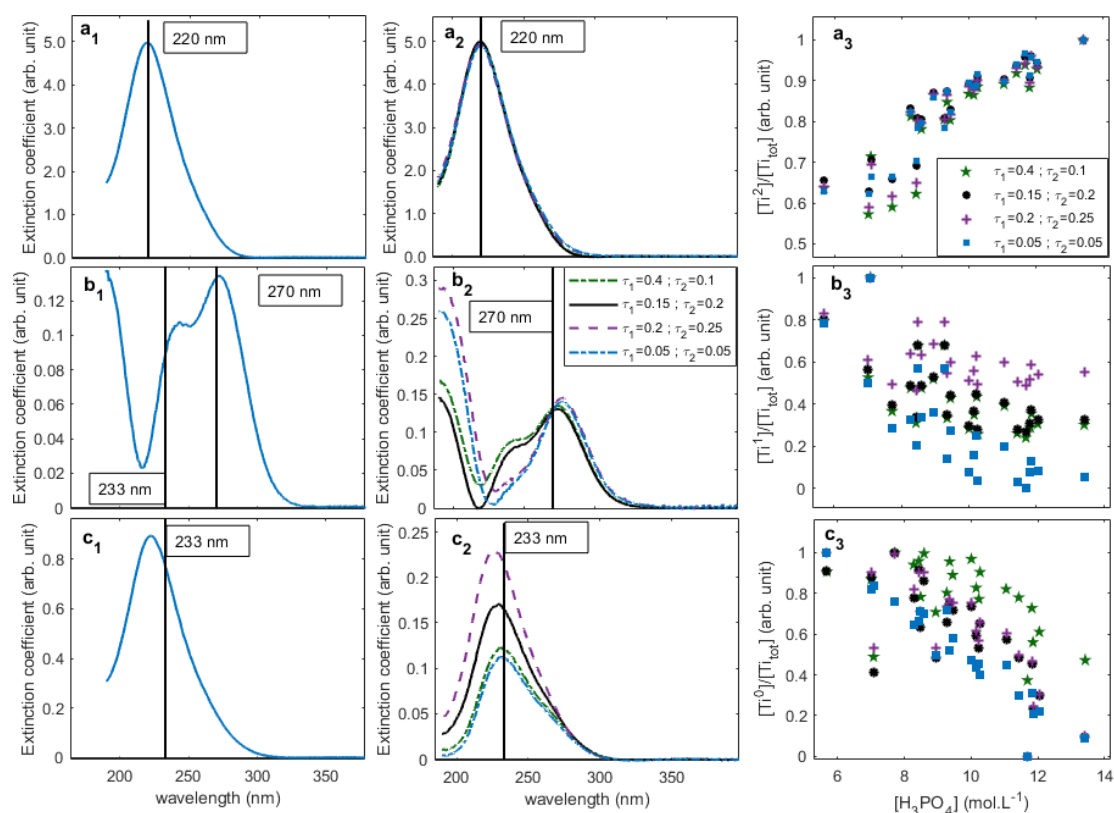 a1
220 nm
Extinction coefficient (arb. unit)
5.0
4.0
3.0
2.0
1.0
0.0
a2
220 nm
Extinction coefficient (arb. unit)
5.0
4.0
3.0
2.0
1.0
0.0
a3
[Ti2]/[Titot] (arb. unit)
1
0.9
0.8
0.7
0.6
0.5
τ1=0.4 ; τ2=0.1
τ1=0.15 ; τ2=0.2
τ1=0.2 ; τ2=0.25
τ1=0.05 ; τ2=0.05
b1
270 nm
233 nm
Extinction coefficient (arb. unit)
0.12
0.1
0.08
0.06
0.04
0.02
0
b2
270 nm
τ1=0.4 ; τ2=0.1
τ1=0.15 ; τ2=0.2
τ1=0.2 ; τ2=0.25
τ1=0.05 ; τ2=0.05
Extinction coefficient (arb. unit)
0.3
0.25
0.2
0.15
0.1
0.05
0
b3
[Ti1]/[Titot] (arb. unit)
1
0.8
0.6
0.4
0.2
0
c1
233 nm
Extinction coefficient (arb. unit)
0.8
0.6
0.4
0.2
0
200
250
300
350
wavelength (nm)
c2
233 nm
Extinction coefficient (arb. unit)
0.25
0.2
0.15
0.1
0.05
0
200
250
300
350
wavelength (nm)
c3
[Ti0]/[Titot] (arb. unit)
1
0.8
0.6
0.4
0.2
0
6
8
10
12
14
[H3PO4] (mol.L-1)